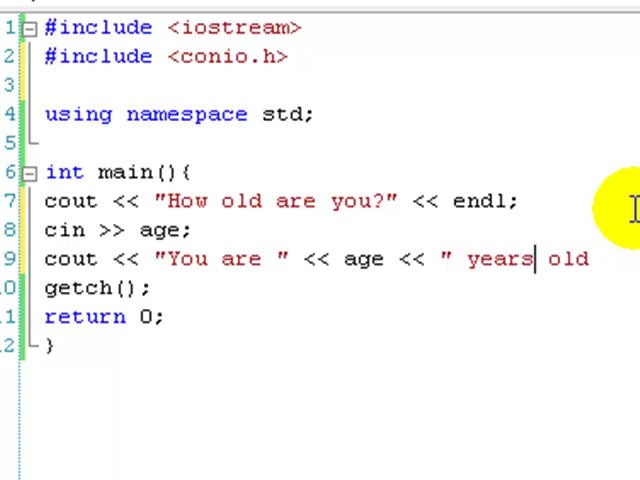 1 #include <iostream>
2 #include <conio.h>
3
4 using namespace std;
5
6 int main(){
7 cout << "How old are you?" << endl;
8 cin >> age;
9 cout << "You are " << age << " years old
10 getch();
11 return 0;
12 }